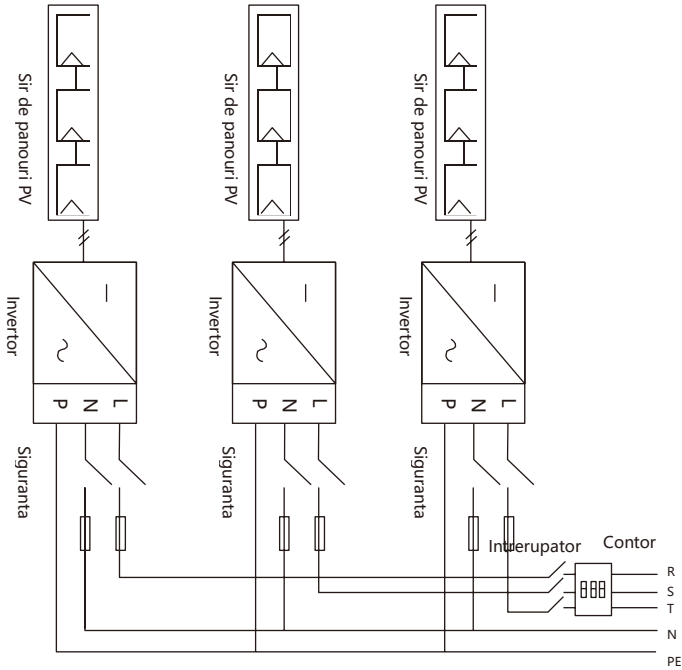 Sir de panouri PV
Sir de panouri PV
Sir de panouri PV
Invertor
Invertor
Invertor
P N L
P N L
P N L
Siguranta
Siguranta
Siguranta
Intrerupator
Contor
R
S
T
N
PE